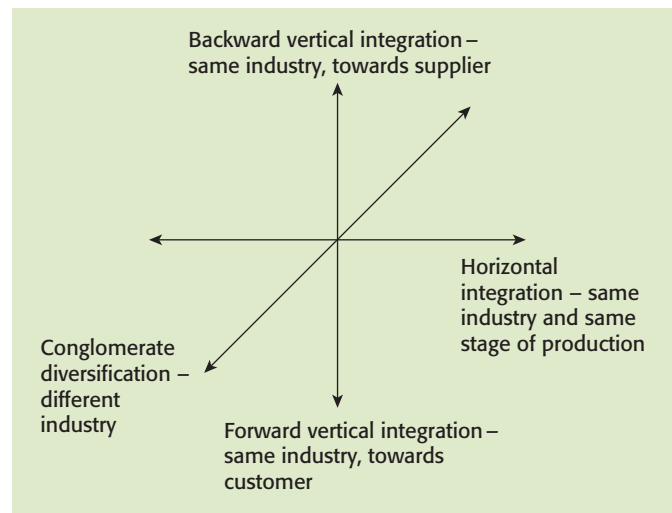 Backward vertical integration –
same industry, towards supplier
Horizontal
integration – same
industry and same
stage of production
Conglomerate
diversification –
different
industry
Forward vertical integration –
same industry, towards
customer